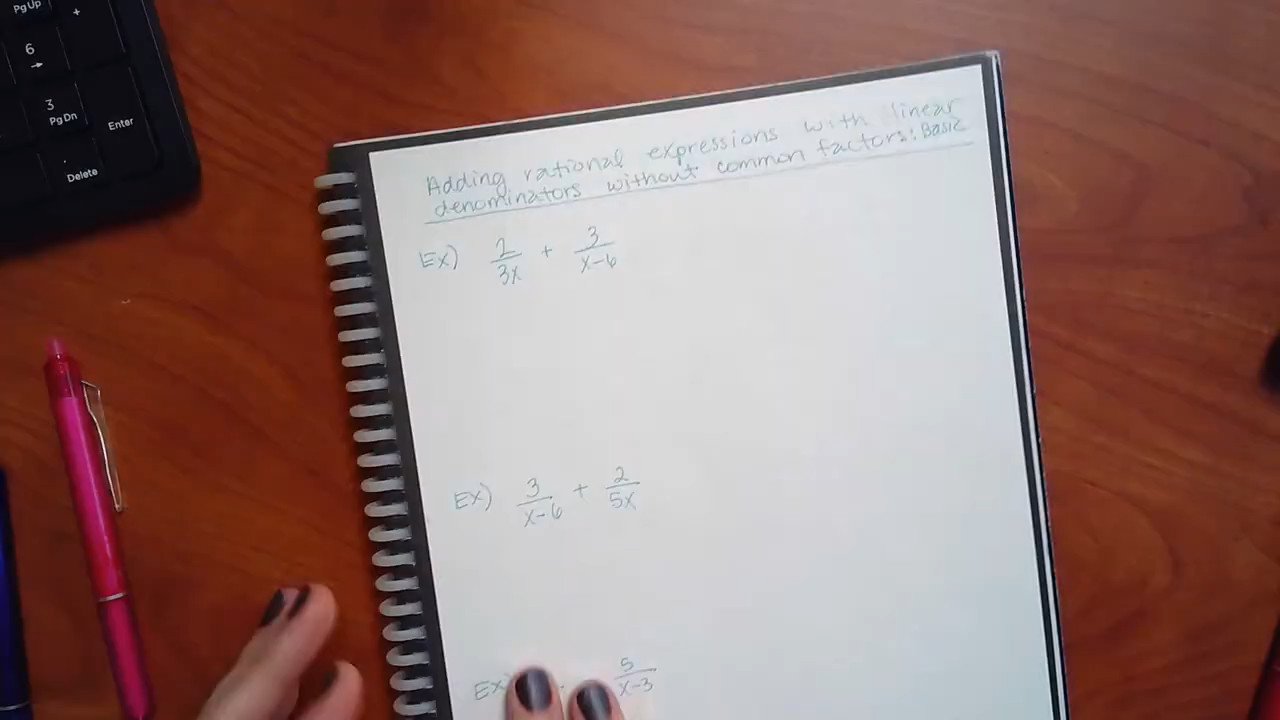 PgUp
+
6
→
3
PgDn
Enter
.
Delete
Adding rational expressions with linear
denominators without common factors: Basic
Ex) 2/3x + 3/x-6
Ex) 3/x-6 + 2/5x
Ex) 5/x-3